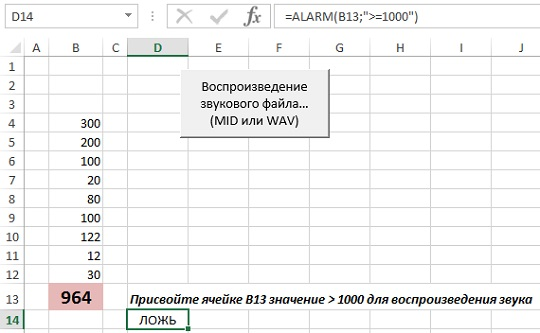 D14 =ALARM(B13;">=1000")
A B C D E F G H I J
1
2 Воспроизведение
3 звукового файла...
(MID или WAV)
4 300
5 200
6 100
7 20
8 80
9 100
10 122
11 12
12 30
13 964 Присвойте ячейке B13 значение > 1000 для воспроизведения звука
14 ЛОЖЬ